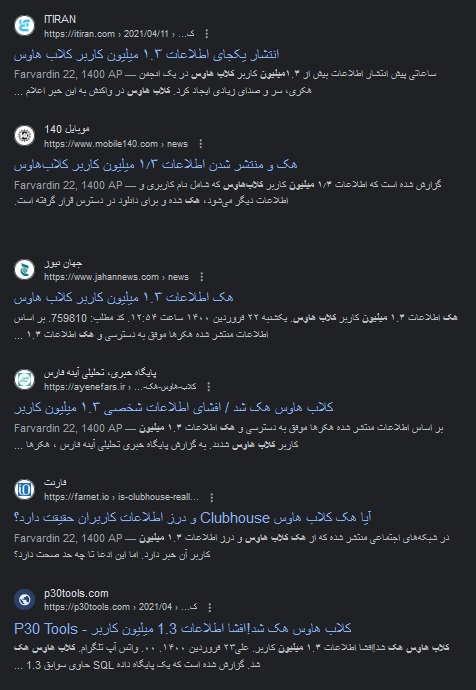 ITIRAN
https://itiran.com › 2021/04/11 › ...ک
انتشار یکجای اطلاعات ۱.۳ میلیون کاربر کلاب هاوس
Farvardin 22, 1400 AP — ساعاتی پیش انتشار اطلاعات بیش از ۱.۳میلیون کاربر کلاب هاوس در یک انجمن
هکری، سر و صدای زیادی ایجاد کرد. کلاب هاوس در واکنش به این خبر اعلام ...
موبایل 140
https://www.mobile140.com › news
هک و منتشر شدن اطلاعات ۱/۳ میلیون کاربر کلاب‌هاوس
Farvardin 22, 1400 AP — گزارش شده است که اطلاعات ۱/۳ میلیون کاربر کلاب‌هاوس که شامل نام کاربری و
اطلاعات دیگر می‌شود، هک شده و برای دانلود در دسترس قرار گرفته است.
جهان نیوز
https://www.jahannews.com › news
هک اطلاعات ۱.۳ میلیون کاربر کلاب هاوس
هک اطلاعات ۱.۳ میلیون کاربر کلاب هاوس. یکشنبه ۲۲ فروردین ۱۴۰۰ ساعت ۱۲:۵۴. کد مطلب: 759810. بر اساس
اطلاعات منتشر شده هکرها موفق به دسترسی و هک اطلاعات ۱.۳ ...
پایگاه خبری، تحلیلی آینه فارس
https://ayenefars.ir › ...-کلاب-هاوس-هک
کلاب هاوس هک شد / افشای اطلاعات شخصی ۱.۳ میلیون کاربر
Farvardin 22, 1400 AP — بر اساس اطلاعات منتشر شده هکرها موفق به دسترسی و هک اطلاعات ۱.۳ میلیون
کاربر کلاب هاوس شدند. به گزارش پایگاه خبری تحلیلی آینه فارس ، هکرها ...
فارنت
https://farnet.io › is-clubhouse-reall...
آیا هک کلاب هاوس Clubhouse و درز اطلاعات کاربران حقیقت دارد؟
Farvardin 22, 1400 AP — در شبکه‌های اجتماعی منتشر شده که از هک کلاب هاوس و درز اطلاعات ۱.۳ میلیون
کاربر آن خبر دارد. اما این ادعا تا چه حد صحت دارد؟
p30tools.com
https://p30tools.com › 2021/04 › ...ک
کلاب هاوس هک شد!افشا اطلاعات 1.3 میلیون کاربر - P30 Tools
کلاب هاوس هک شد!افشا اطلاعات ۱.۳ میلیون کاربر. علی۲۳ فروردین ۱۴۰۰. ۰۰. واتس آپ تلگرام. کلاب هاوس هک
شد. گزارش شده است که یک پایگاه داده SQL حاوی سوابق 1.3 ...